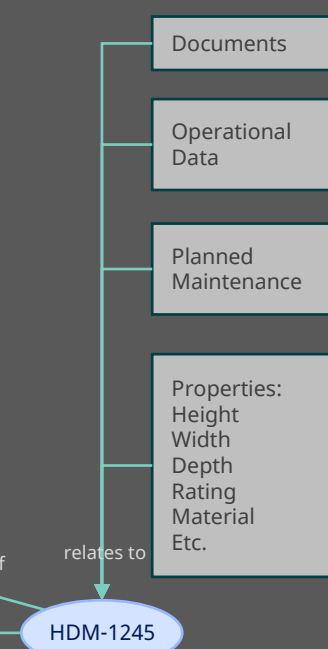 Documents
Operational
Data
Planned
Maintenance
Properties:
Height
Width
Depth
Rating
Material
Etc.
relates to
HDM-1245